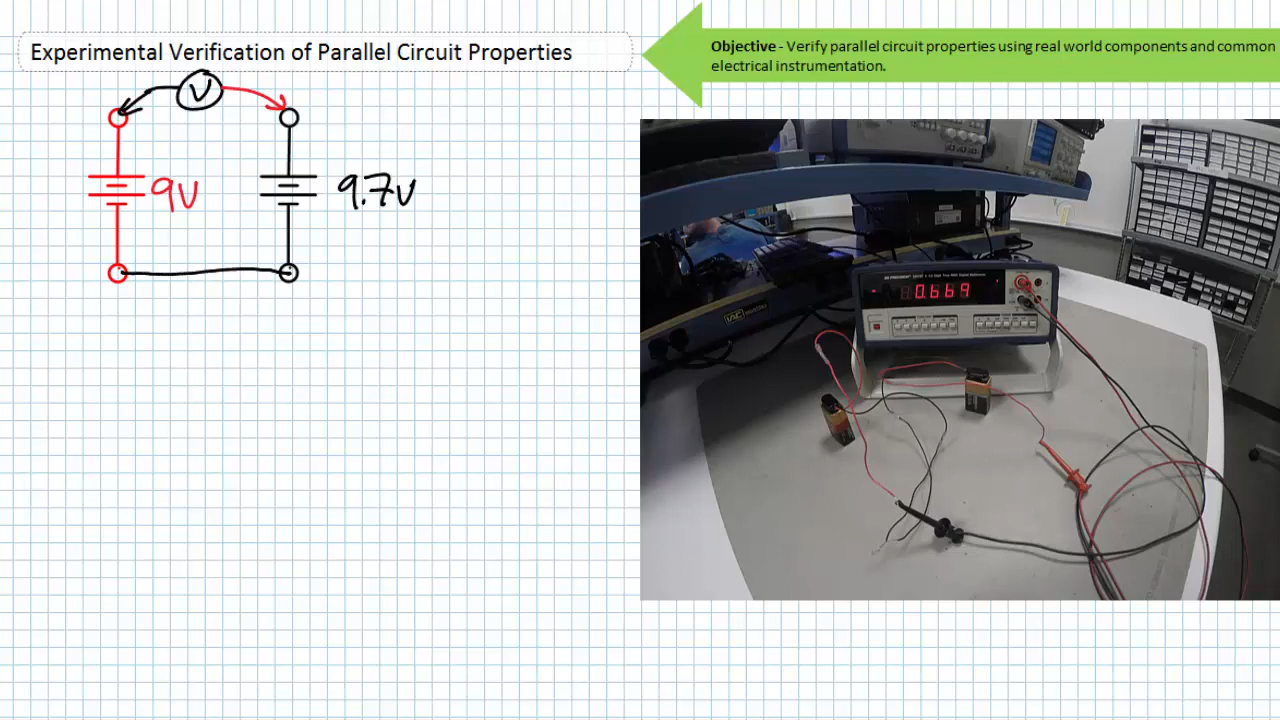 Experimental Verification of Parallel Circuit Properties
Objective - Verify parallel circuit properties using real world components and common
electrical instrumentation.
V
9V
9.7V
0.669